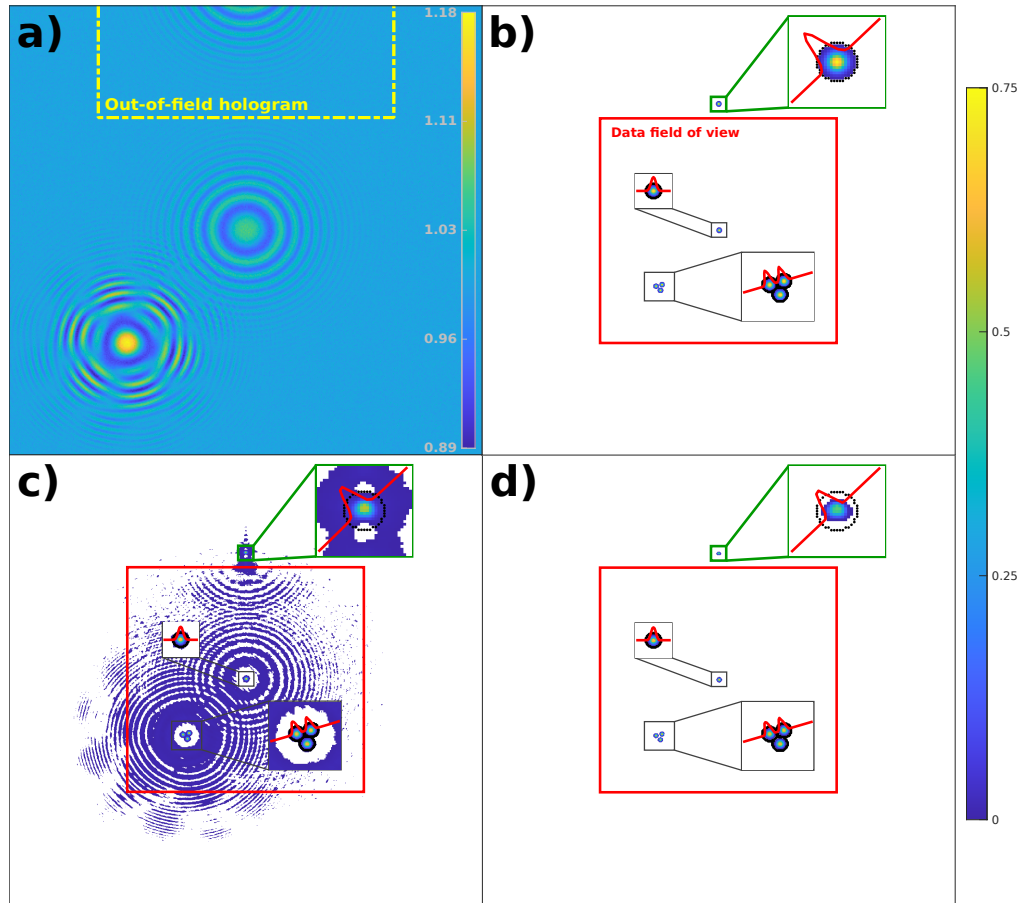 a)
1.18
Out-of-field hologram
1.11
1.03
0.96
0.89
b)
Data field of view
0.75
0.5
0.25
0
c)
d)